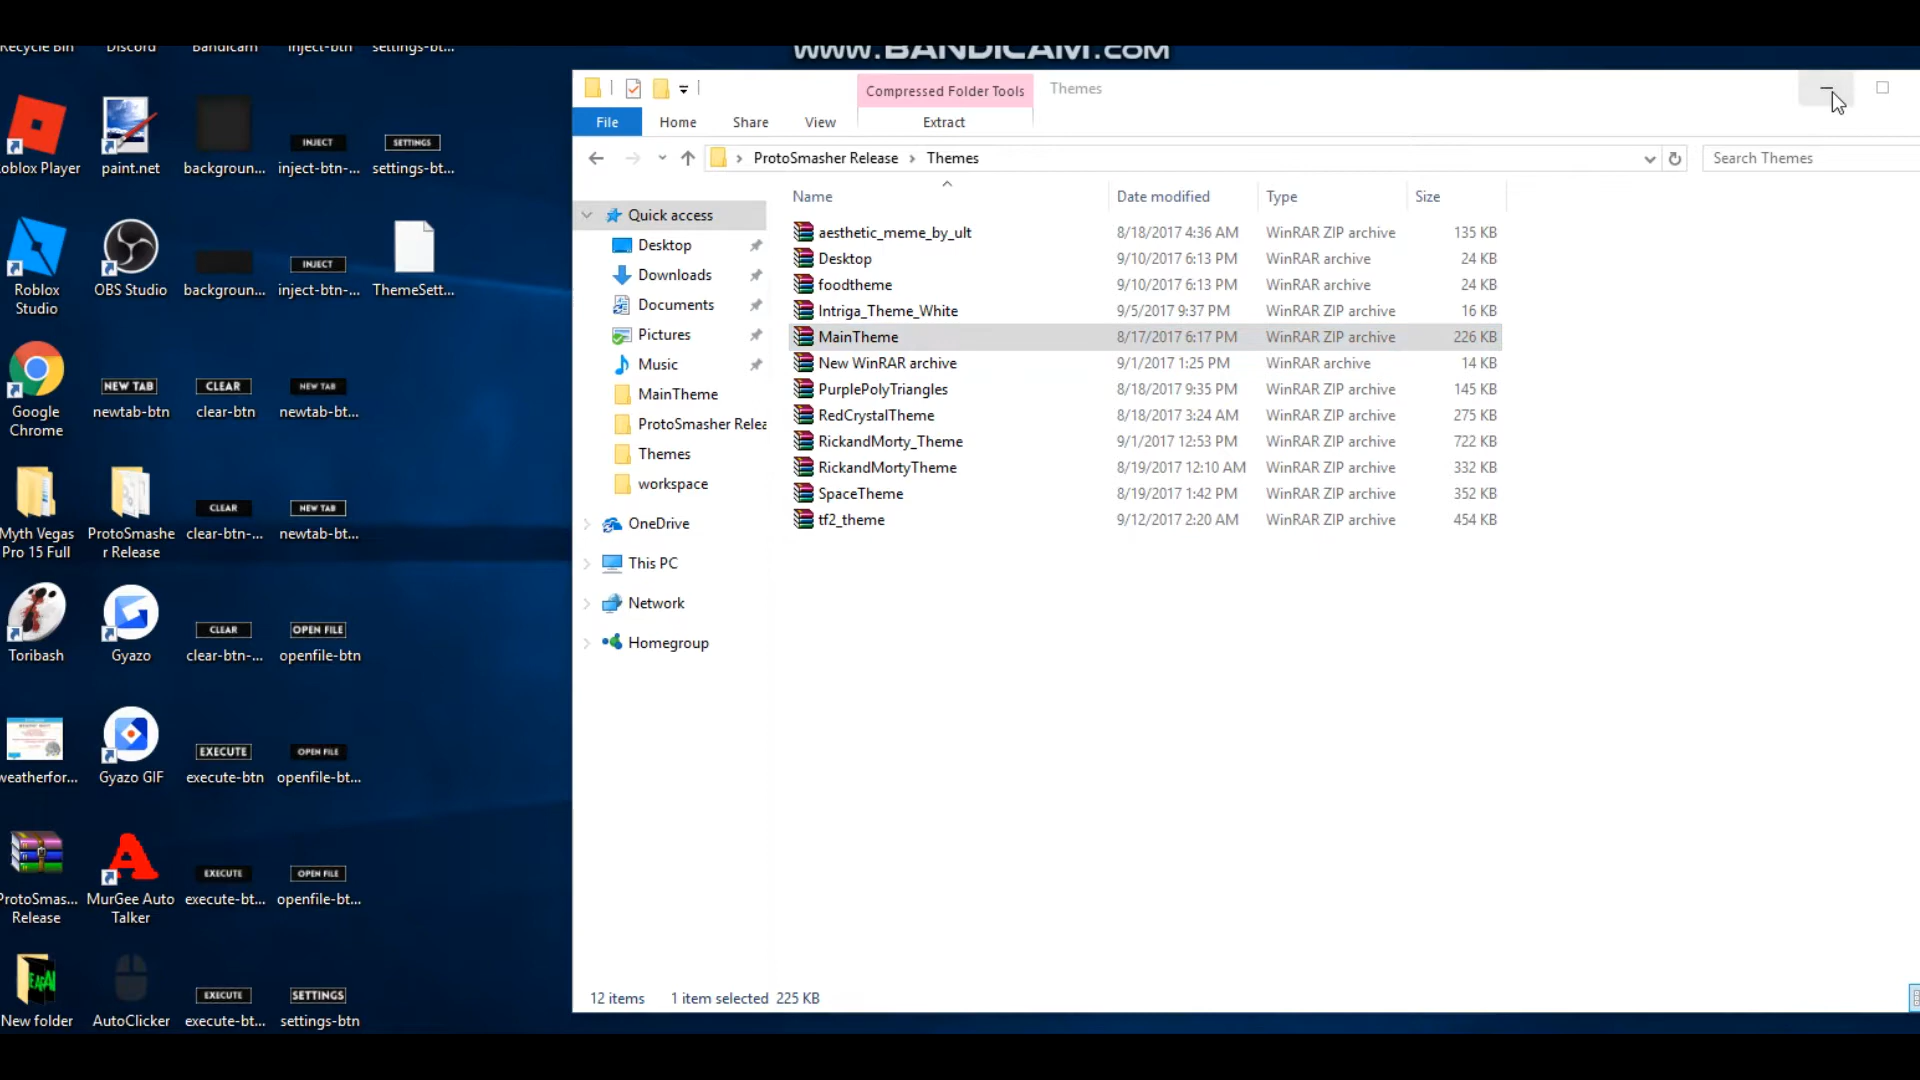 Recycle Bin
Discord
Bandicam
inject-btn
settings-bt...
www.BANDICAM.com
Compressed Folder Tools
Themes
File
Home
Share
View
Extract
ProtoSmasher Release
Themes
Search Themes
Name
Date modified
Type
Size
Quick access
Desktop
Downloads
Documents
Pictures
Music
MainTheme
ProtoSmasher Relea
Themes
workspace
OneDrive
This PC
Network
Homegroup
aesthetic_meme_by_ult 8/18/2017 4:36 AM WinRAR ZIP archive 135 KB
Desktop 9/10/2017 6:13 PM WinRAR archive 24 KB
foodtheme 9/10/2017 6:13 PM WinRAR archive 24 KB
Intriga_Theme_White 9/5/2017 9:37 PM WinRAR ZIP archive 16 KB
MainTheme 8/17/2017 6:17 PM WinRAR ZIP archive 226 KB
New WinRAR archive 9/1/2017 1:25 PM WinRAR archive 14 KB
PurplePolyTriangles 8/18/2017 9:35 PM WinRAR ZIP archive 145 KB
RedCrystalTheme 8/18/2017 3:24 AM WinRAR ZIP archive 275 KB
RickandMorty_Theme 9/1/2017 12:53 PM WinRAR ZIP archive 722 KB
RickandMortyTheme 8/19/2017 12:10 AM WinRAR ZIP archive 332 KB
SpaceTheme 8/19/2017 1:42 PM WinRAR ZIP archive 352 KB
tf2_theme 9/12/2017 2:20 AM WinRAR ZIP archive 454 KB
12 items 1 item selected 225 KB
INJECT
SETTINGS
oblox Player
paint.net
backgroun...
inject-btn-...
settings-bt...
INJECT
Roblox
Studio
OBS Studio
backgroun...
inject-btn-...
ThemeSett...
NEW TAB
CLEAR
NEW TAB
Google
Chrome
newtab-btn
clear-btn
newtab-bt...
CLEAR
NEW TAB
Myth Vegas
Pro 15 Full
ProtoSmashe
r Release
clear-btn-...
newtab-bt...
CLEAR
OPEN FILE
Toribash
Gyazo
clear-btn-...
openfile-btn
EXECUTE
OPEN FILE
weatherfor...
Gyazo GIF
execute-btn
openfile-bt...
EXECUTE
OPEN FILE
ProtoSmas...
Release
MurGee Auto
Talker
execute-bt...
openfile-bt...
EXECUTE
SETTINGS
New folder
AutoClicker
execute-bt...
settings-btn